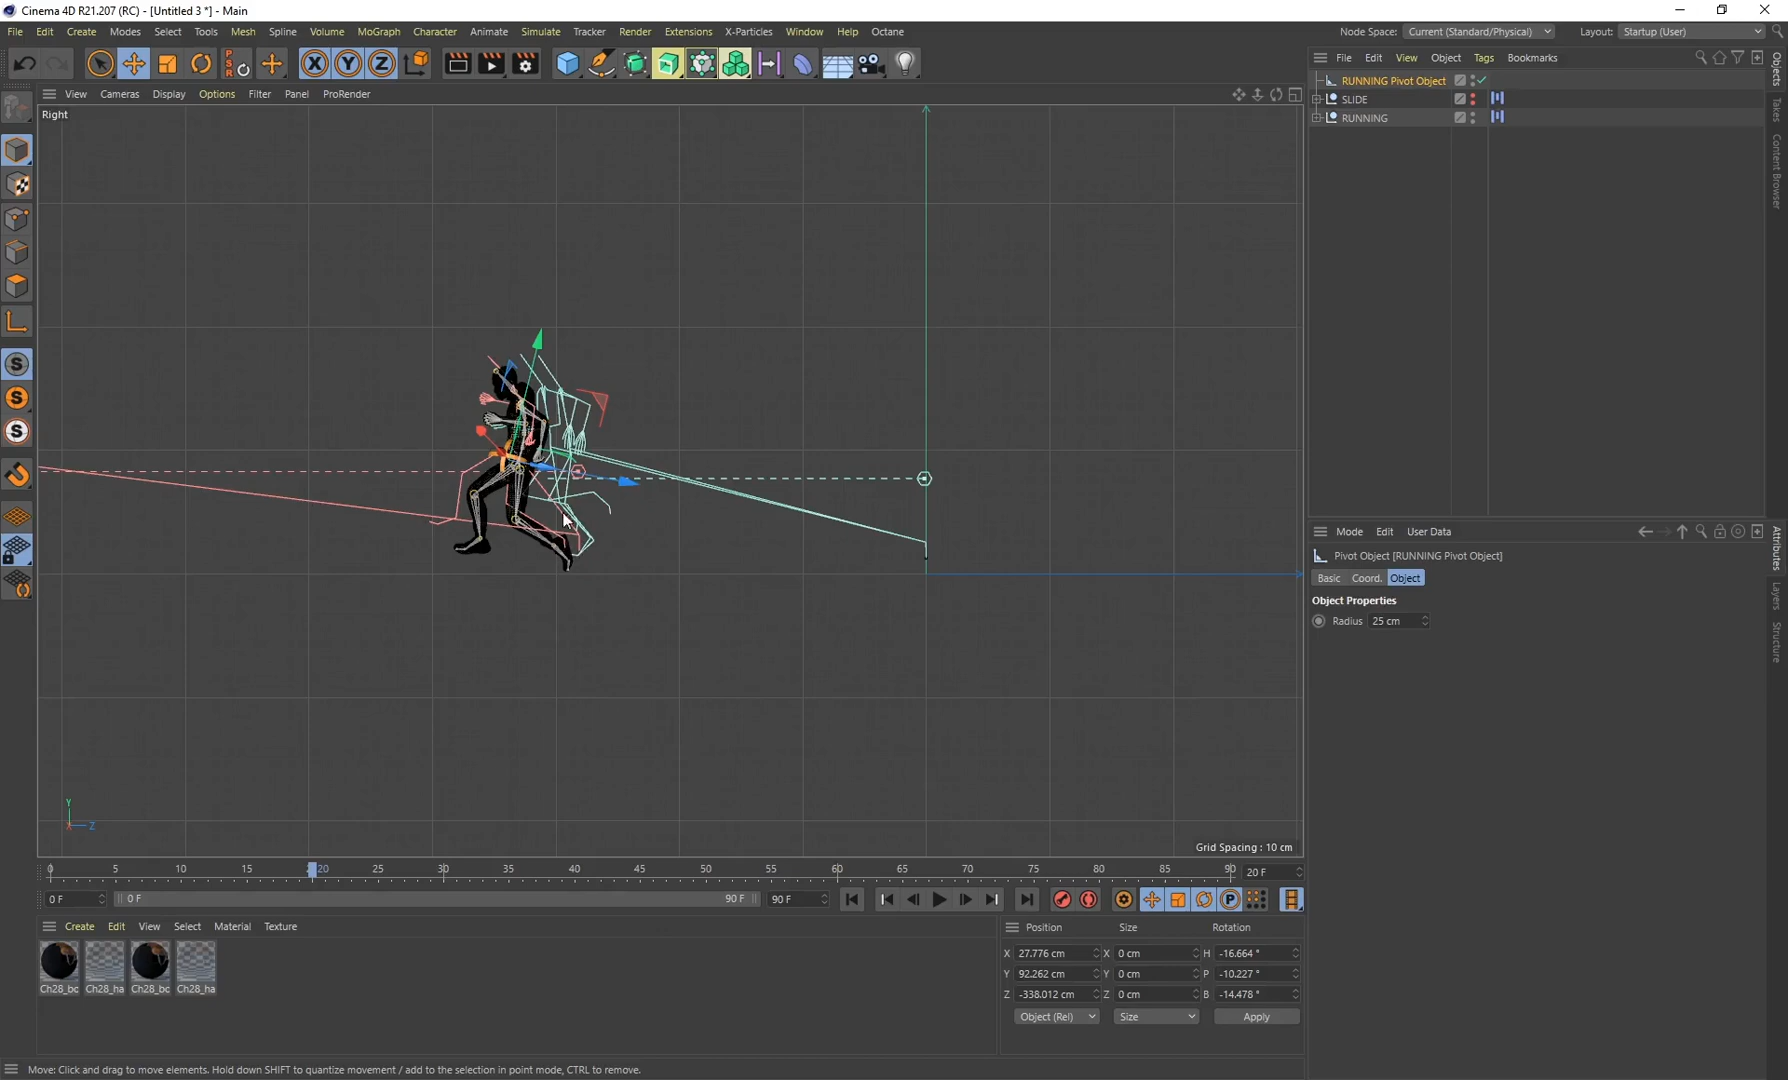 Cinema 4D R21.207 (RC) - [Untitled 3 *] - Main
File Edit Create Modes Select Tools Mesh Spline Volume MoGraph Character Animate Simulate Tracker Render Extensions X-Particles Window Help Octane
Node Space: Current (Standard/Physical) Layout: Startup (User)
File Edit View Object Tags Bookmarks
RUNNING Pivot Object
SLIDE
RUNNING
Objects
Takes
Content Browser
View Cameras Display Options Filter Panel ProRender
Right
Y
X Z
Grid Spacing : 10 cm
Mode Edit User Data
Pivot Object [RUNNING Pivot Object]
Basic Coord. Object
Object Properties
Radius 25 cm
Attributes
Layers
Structure
0 5 10 15 20 25 30 35 40 45 50 55 60 65 70 75 80 85 90 20 F
0 F 0 F 90 F 90 F
Create Edit View Select Material Texture
Ch28_bc Ch28_ha Ch28_bc Ch28_ha
Position Size Rotation
X 27.776 cm X 0 cm H -16.664 °
Y 92.262 cm Y 0 cm P -10.227 °
Z -338.012 cm Z 0 cm B -14.478 °
Object (Rel) Size Apply
Move: Click and drag to move elements. Hold down SHIFT to quantize movement / add to the selection in point mode, CTRL to remove.